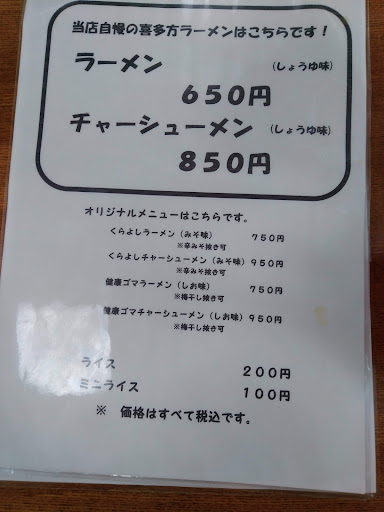 当店自慢の喜多方ラーメンはこちらです！
ラーメン (しょうゆ味)
650円
チャーシューメン (しょうゆ味)
850円
オリジナルメニューはこちらです。
くらよしラーメン（みそ味） 750円
※辛みそ抜き可
くらよしチャーシューメン（みそ味）950円
※辛みそ抜き可
健康ゴマラーメン（しお味） 750円
※梅干し抜き可
健康ゴマチャーシューメン（しお味）950円
※梅干し抜き可
ライス 200円
ミニライス 100円
※ 価格はすべて税込です。